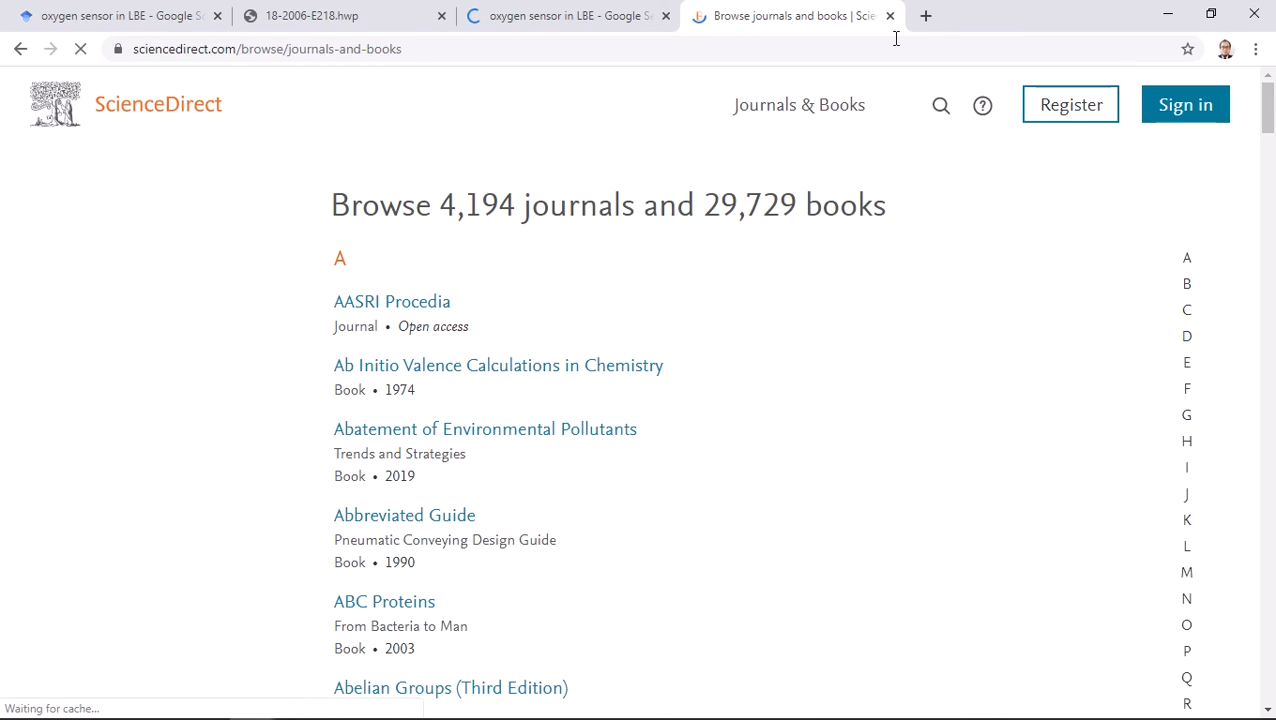 oxygen sensor in LBE - Google Sc
18-2006-E218.hwp
oxygen sensor in LBE - Google Sc
Browse journals and books | Scie
sciencedirect.com/browse/journals-and-books
ScienceDirect
Journals & Books
Register
Sign in
Browse 4,194 journals and 29,729 books
A
AASRI Procedia
Journal • Open access
Ab Initio Valence Calculations in Chemistry
Book • 1974
Abatement of Environmental Pollutants
Trends and Strategies
Book • 2019
Abbreviated Guide
Pneumatic Conveying Design Guide
Book • 1990
ABC Proteins
From Bacteria to Man
Book • 2003
Abelian Groups (Third Edition)
A
B
C
D
E
F
G
H
I
J
K
L
M
N
O
P
Q
R
Waiting for cache...